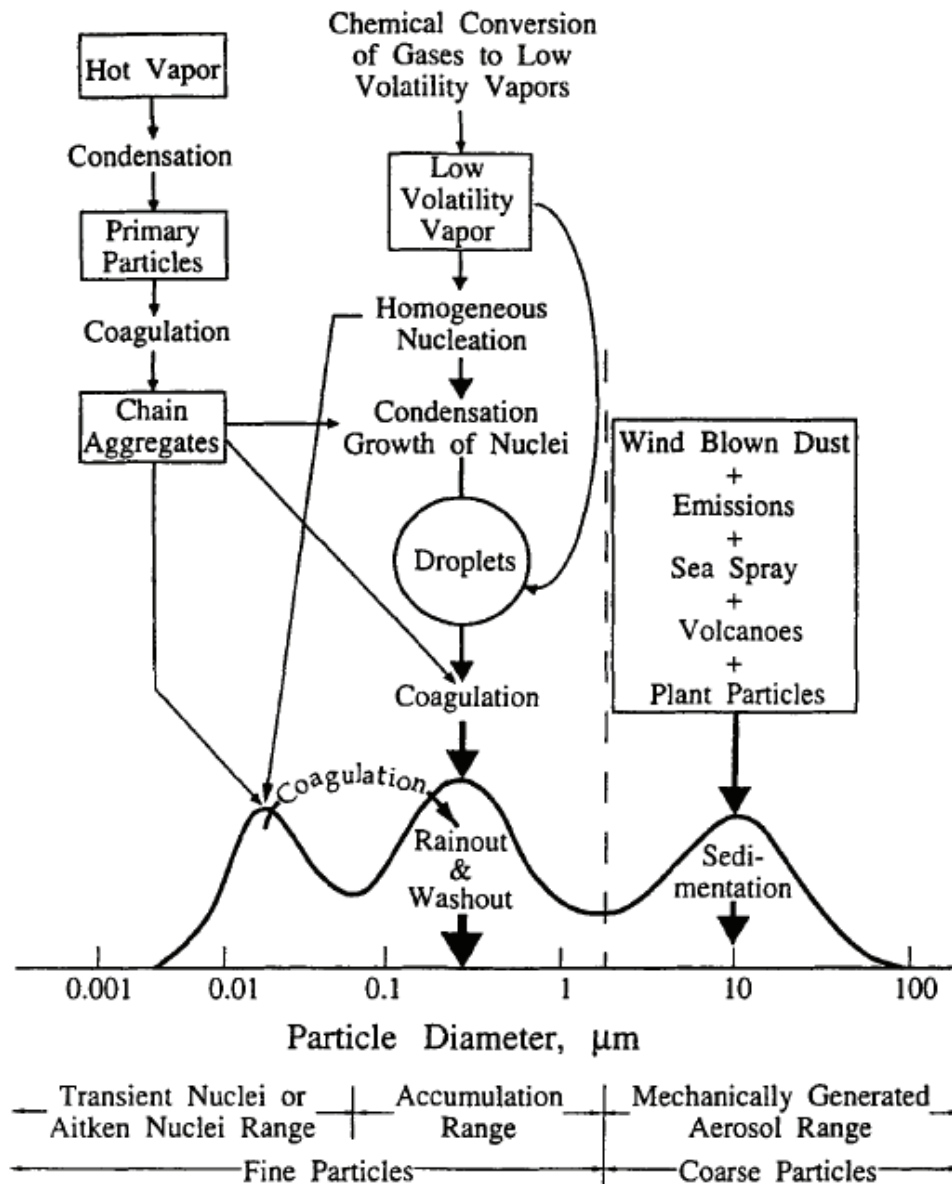 Hot Vapor
Condensation
Primary
Particles
Coagulation
Chain
Aggregates
Chemical Conversion
of Gases to Low
Volatility Vapors
Low
Volatility
Vapor
Homogeneous
Nucleation
Condensation
Growth of Nuclei
Droplets
Coagulation
Wind Blown Dust
+
Emissions
+
Sea Spray
+
Volcanoes
+
Plant Particles
Coagulation
Rainout
&
Washout
Sedi-
mentation
0.001 0.01 0.1 1 10 100
Particle Diameter, μm
Transient Nuclei or
Aitken Nuclei Range
Accumulation
Range
Mechanically Generated
Aerosol Range
Fine Particles
Coarse Particles